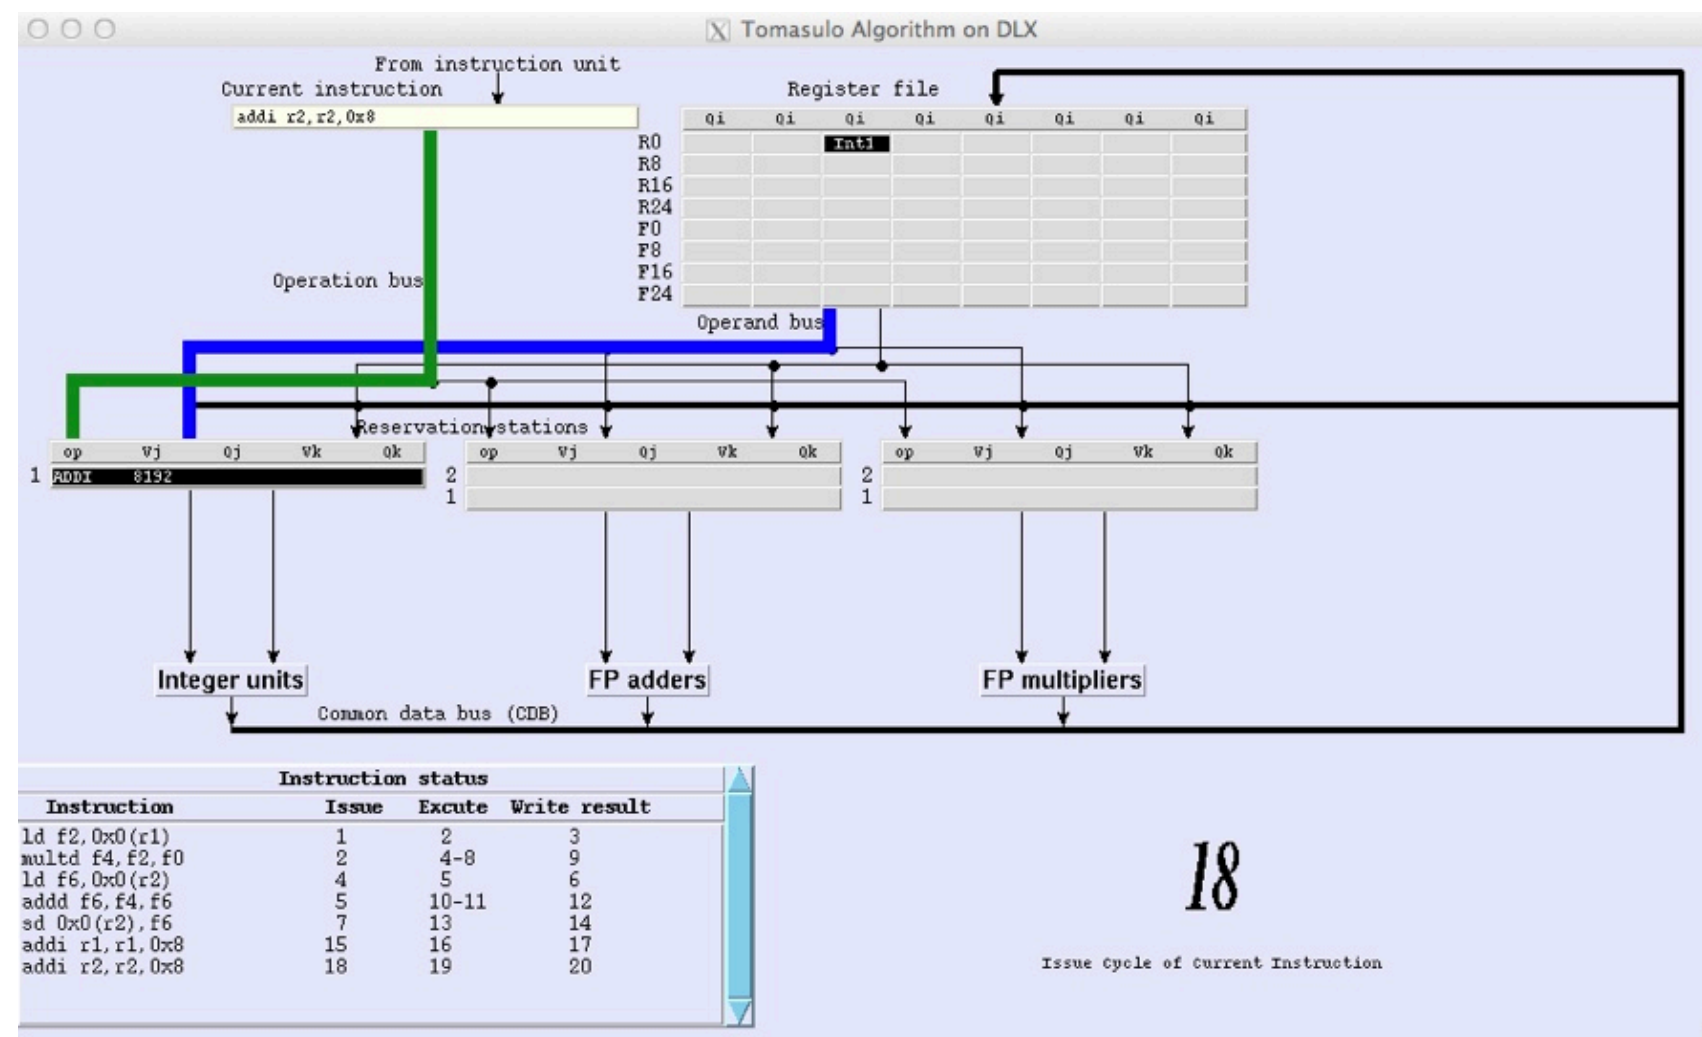 Tomasulo Algorithm on DLX
From instruction unit
Current instruction
addi r2,r2,0x8
Register file
Qi Qi Qi Qi Qi Qi Qi Qi
R0 Int1
R8
R16
R24
F0
F8
F16
F24
Operation bus
Operand bus
Reservation stations
op Vj Qj Vk Qk
1 ADDI 8192
op Vj Qj Vk Qk
2
1
op Vj Qj Vk Qk
2
1
Integer units
FP adders
FP multipliers
Common data bus (CDB)
Instruction status
Instruction Issue Excute Write result
ld f2,0x0(r1) 1 2 3
multd f4,f2,f0 2 4-8 9
ld f6,0x0(r2) 4 5 6
addd f6,f4,f6 5 10-11 12
sd 0x0(r2),f6 7 13 14
addi r1,r1,0x8 15 16 17
addi r2,r2,0x8 18 19 20
18
Issue Cycle of Current Instruction